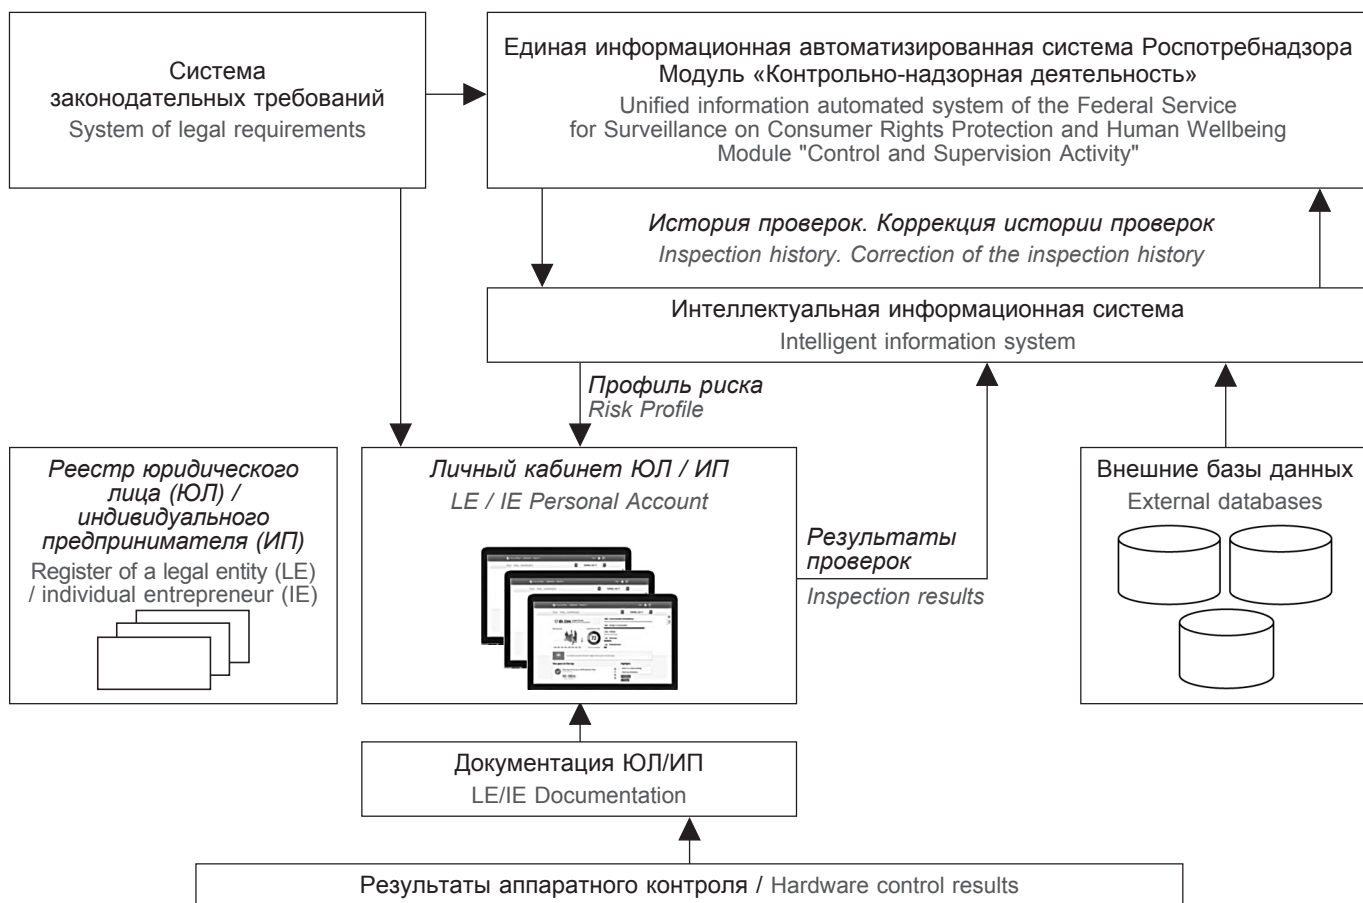 Система
законодательных требований
System of legal requirements
Единая информационная автоматизированная система Роспотребнадзора
Модуль «Контрольно-надзорная деятельность»
Unified information automated system of the Federal Service
for Surveillance on Consumer Rights Protection and Human Wellbeing
Module "Control and Supervision Activity"
История проверок. Коррекция истории проверок
Inspection history. Correction of the inspection history
Интеллектуальная информационная система
Intelligent information system
Профиль риска
Risk Profile
Реестр юридического
лица (ЮЛ) /
индивидуального
предпринимателя (ИП)
Register of a legal entity (LE)
/ individual entrepreneur (IE)
Личный кабинет ЮЛ / ИП
LE / IE Personal Account
Результаты
проверок
Inspection results
Внешние базы данных
External databases
Документация ЮЛ/ИП
LE/IE Documentation
Результаты аппаратного контроля / Hardware control results